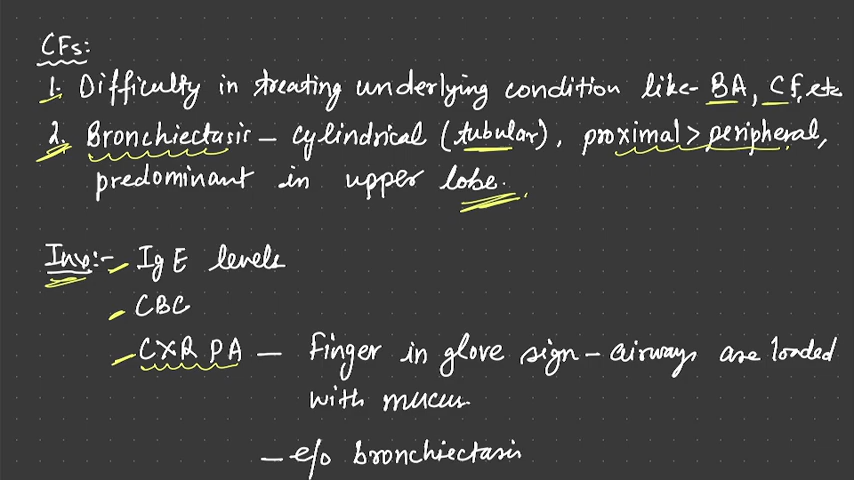 CFs:
1. Difficulty in treating underlying condition like- BA, Cf, etc
2. Bronchiectasis - cylindrical (tubular), proximal > peripheral,
predominant in upper lobe.
Inv:- - IgE levels
- CBC
- CXR PA - Finger in glove sign - airways are loaded
with mucus
- e/o bronchiectasis